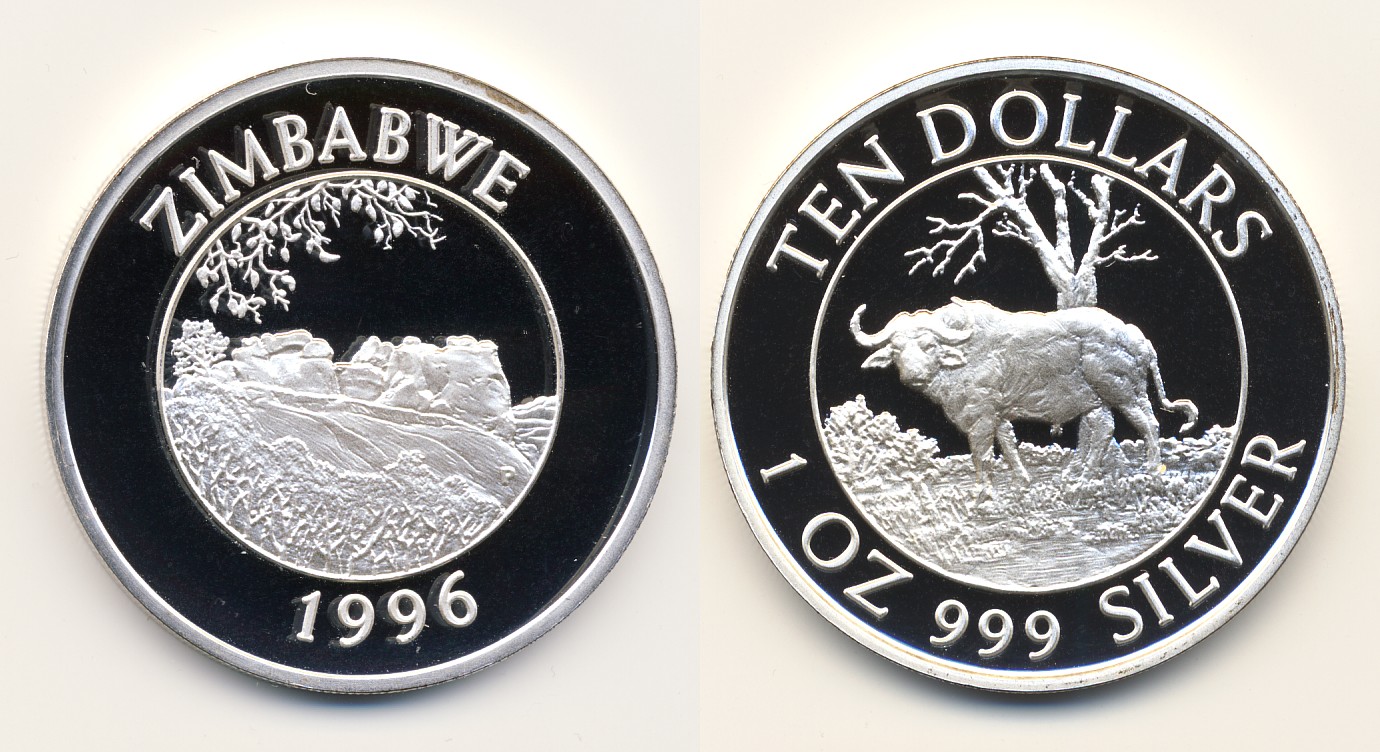 ZIMBABWE
1996
TEN DOLLARS
1 OZ 999 SILVER